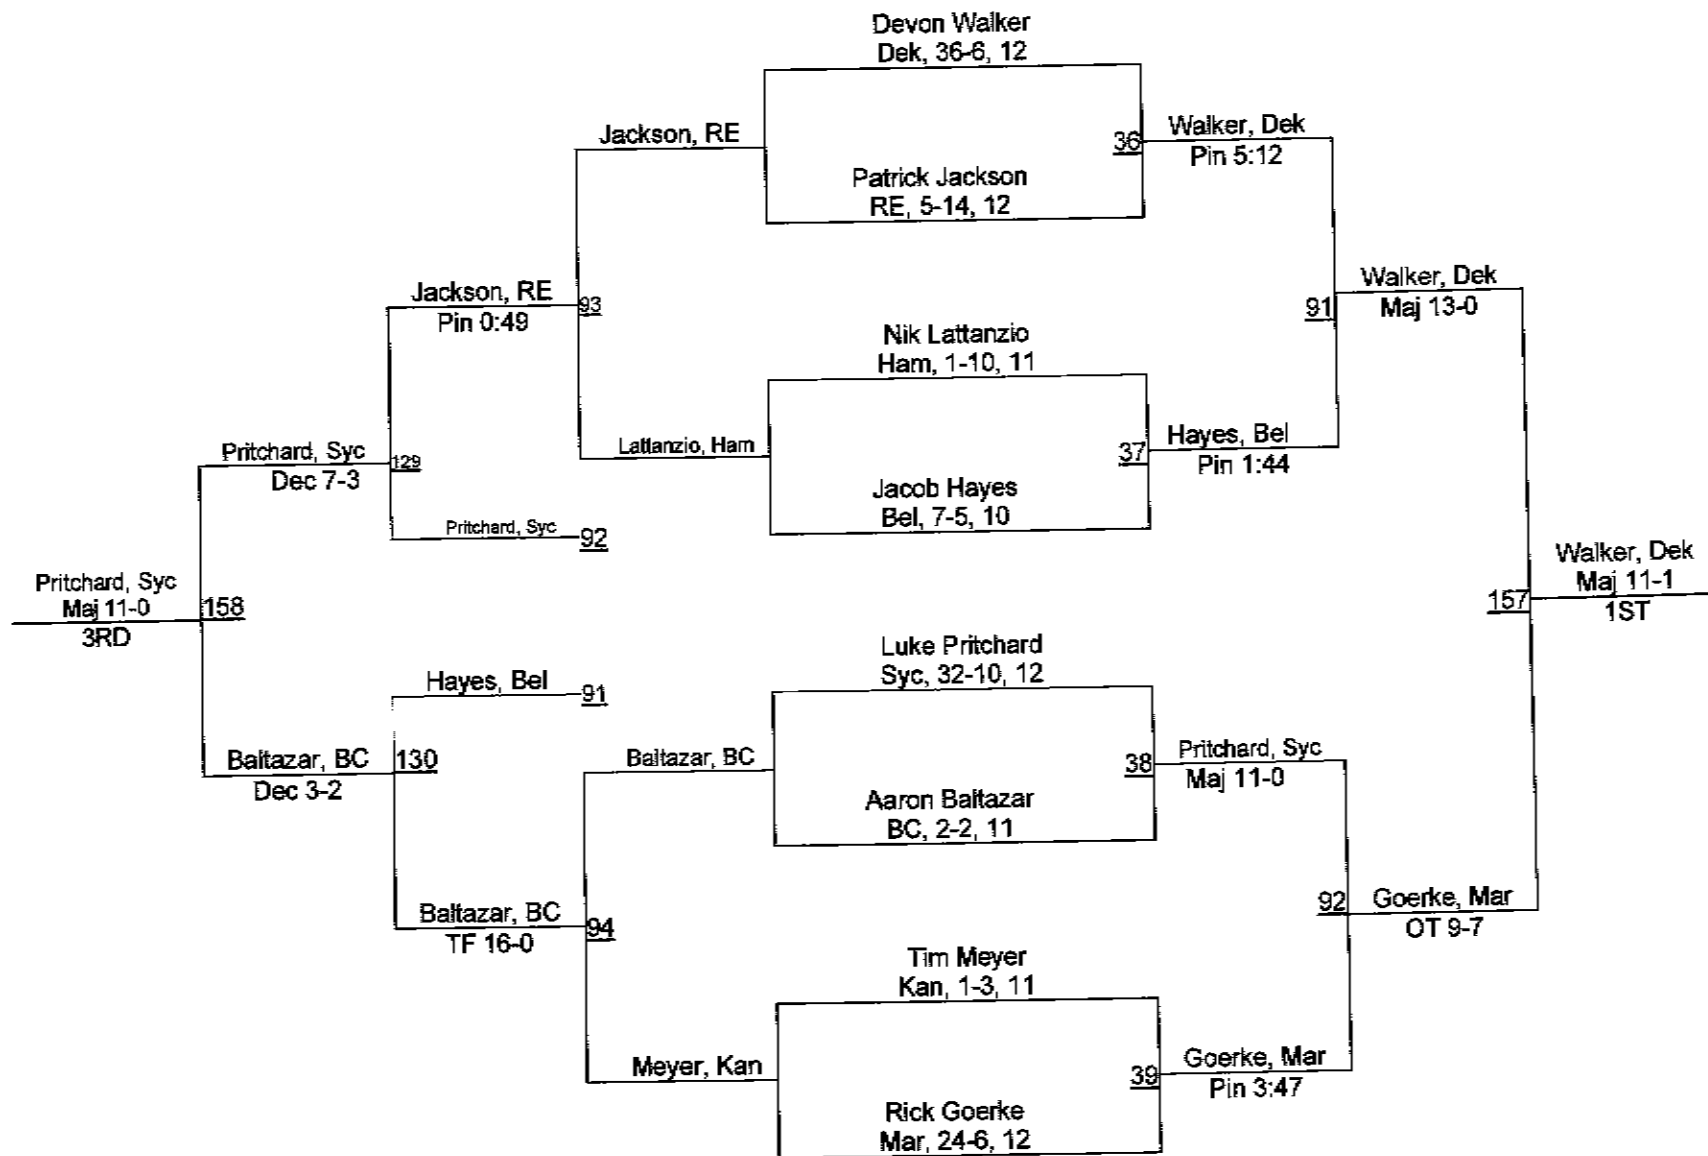 Devon Walker
Dek, 36-6, 12
Jackson, RE
36
Walker, Dek
Pin 5:12
Patrick Jackson
RE, 5-14, 12
Jackson, RE
Pin 0:49
93
Walker, Dek
Maj 13-0
91
Nik Lattanzio
Ham, 1-10, 11
Pritchard, Syc
Dec 7-3
129
Lattanzio, Ham
37
Hayes, Bel
Pin 1:44
Jacob Hayes
Bel, 7-5, 10
Pritchard, Syc
92
Pritchard, Syc
Maj 11-0
3RD
158
Walker, Dek
Maj 11-1
1ST
157
Luke Pritchard
Syc, 32-10, 12
Hayes, Bel
91
Baltazar, BC
Dec 3-2
130
Baltazar, BC
38
Pritchard, Syc
Maj 11-0
Aaron Baltazar
BC, 2-2, 11
Baltazar, BC
TF 16-0
94
92
Goerke, Mar
OT 9-7
Tim Meyer
Kan, 1-3, 11
Meyer, Kan
39
Goerke, Mar
Pin 3:47
Rick Goerke
Mar, 24-6, 12